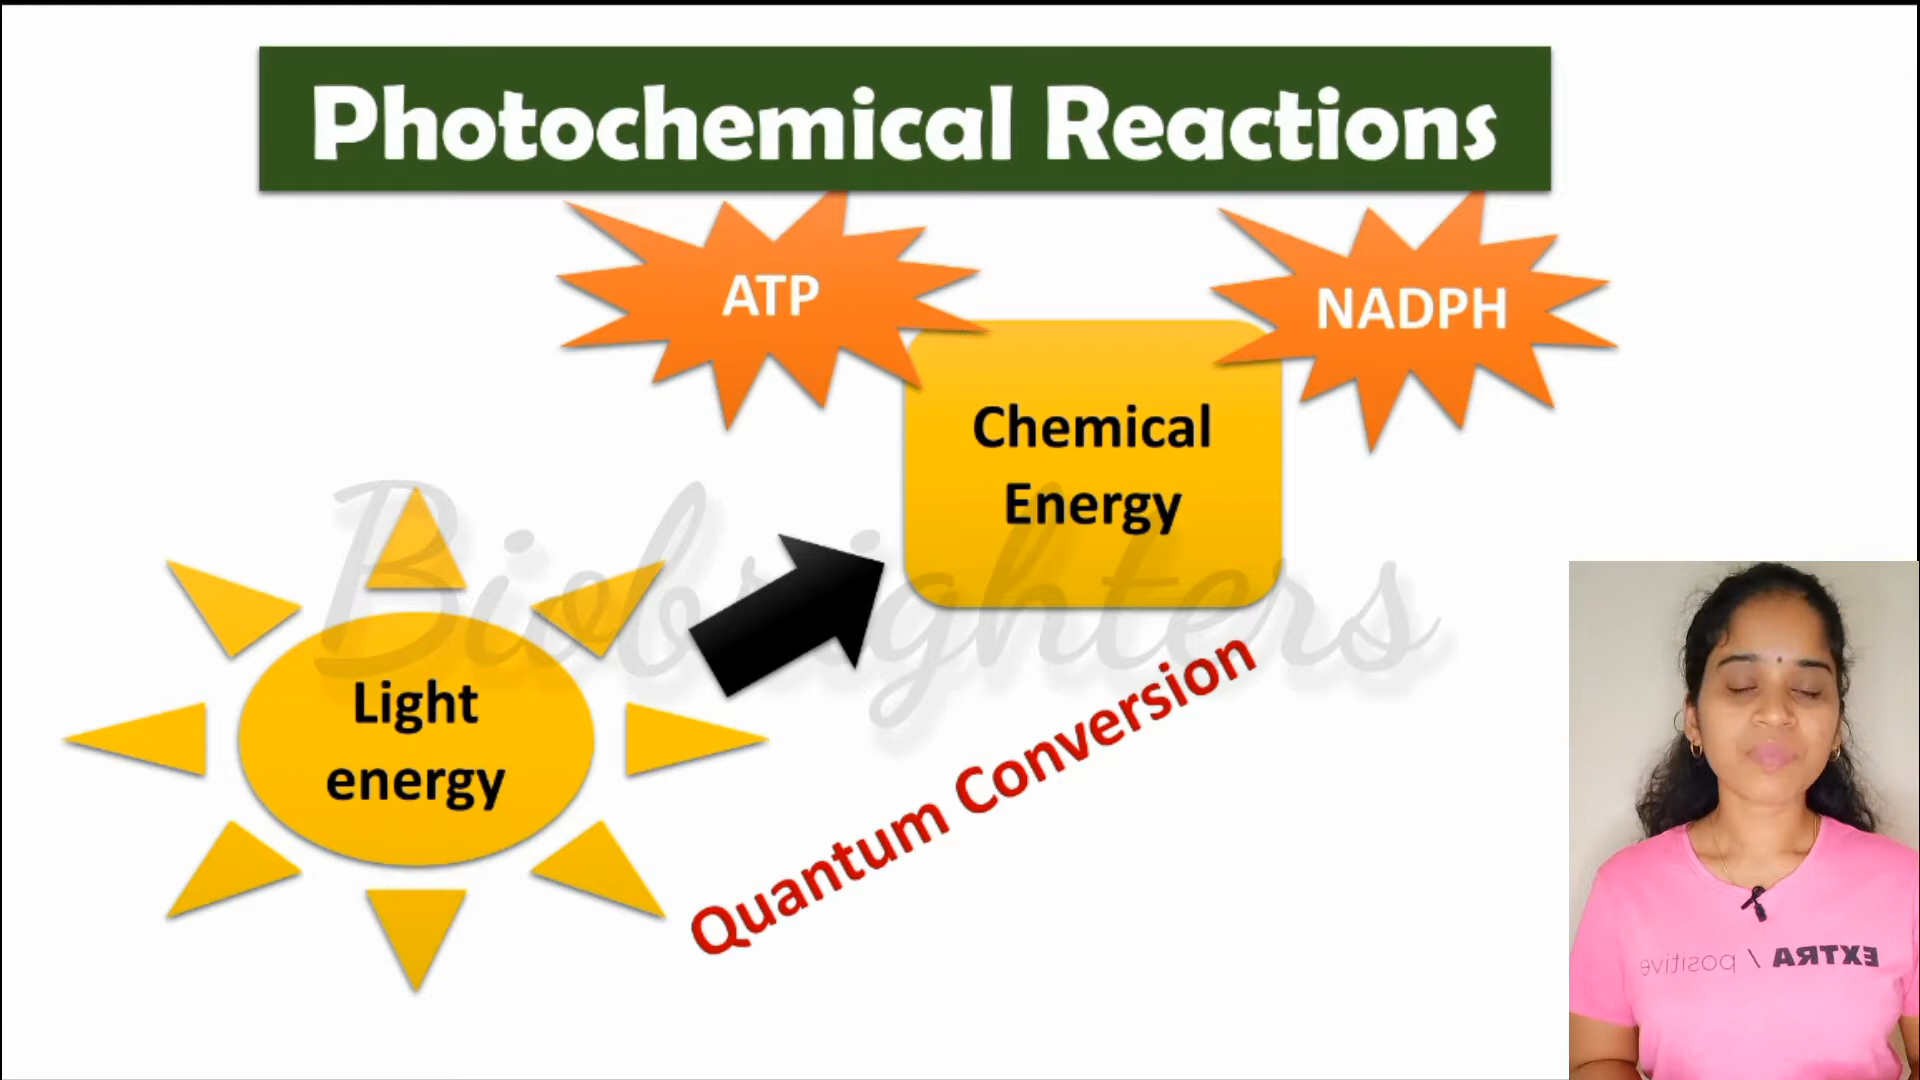 Photochemical Reactions
ATP
NADPH
Chemical
Energy
Biobrighters
Light
energy
Quantum Conversion
EXTRA / positive